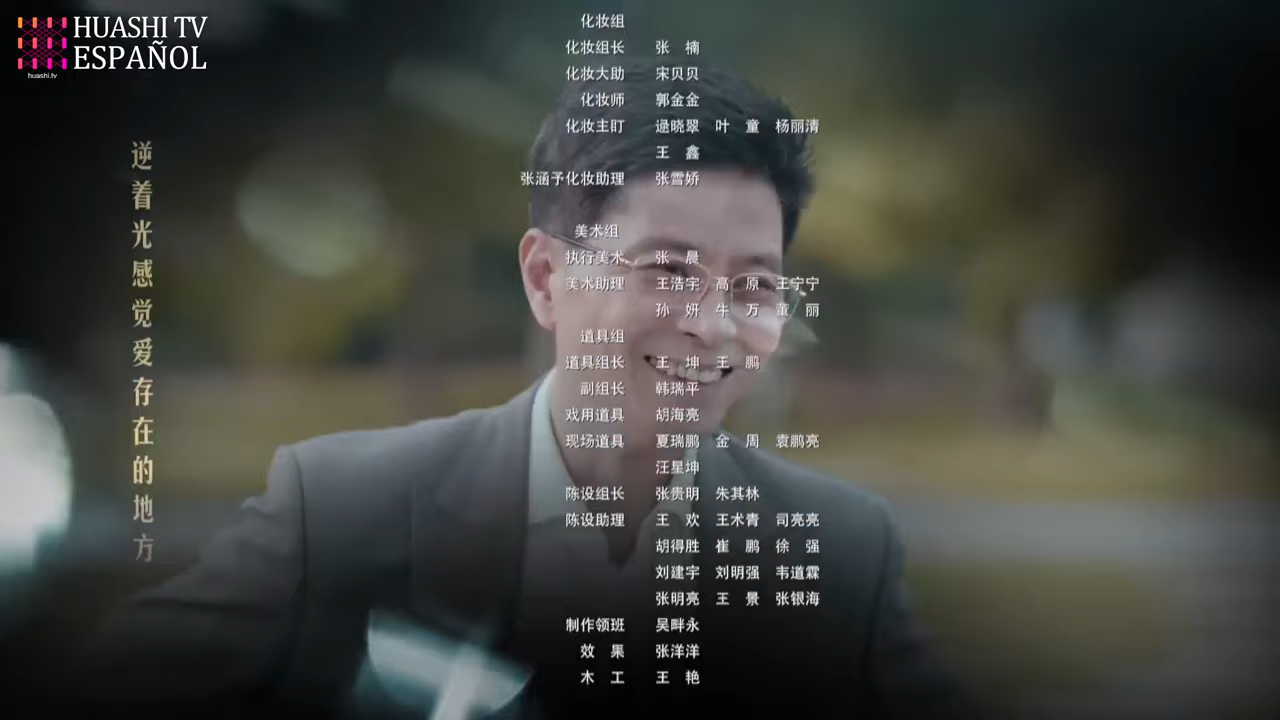 HUASHI TV
ESPAÑOL
huashi.tv
逆着光感觉爱存在的地方
化妆组
化妆组长 张 楠
化妆大助 宋贝贝
化妆师 郭金金
化妆主盯 逯晓翠 叶 童 杨丽清
王 鑫
张涵予化妆助理 张雪娇
美术组
执行美术 张 晨
美术助理 王浩宇 高 原 王宁宁
孙 妍 牛 万 童 丽
道具组
道具组长 王 坤 王 鹏
副组长 韩瑞平
戏用道具 胡海亮
现场道具 夏瑞鹏 金 周 袁鹏亮
汪星坤
陈设组长 张贵明 朱其林
陈设助理 王 欢 王术青 司亮亮
胡得胜 崔 鹏 徐 强
刘建宇 刘明强 韦道霖
张明亮 王 景 张银海
制作领班 吴畔永
效 果 张洋洋
木 工 王 艳